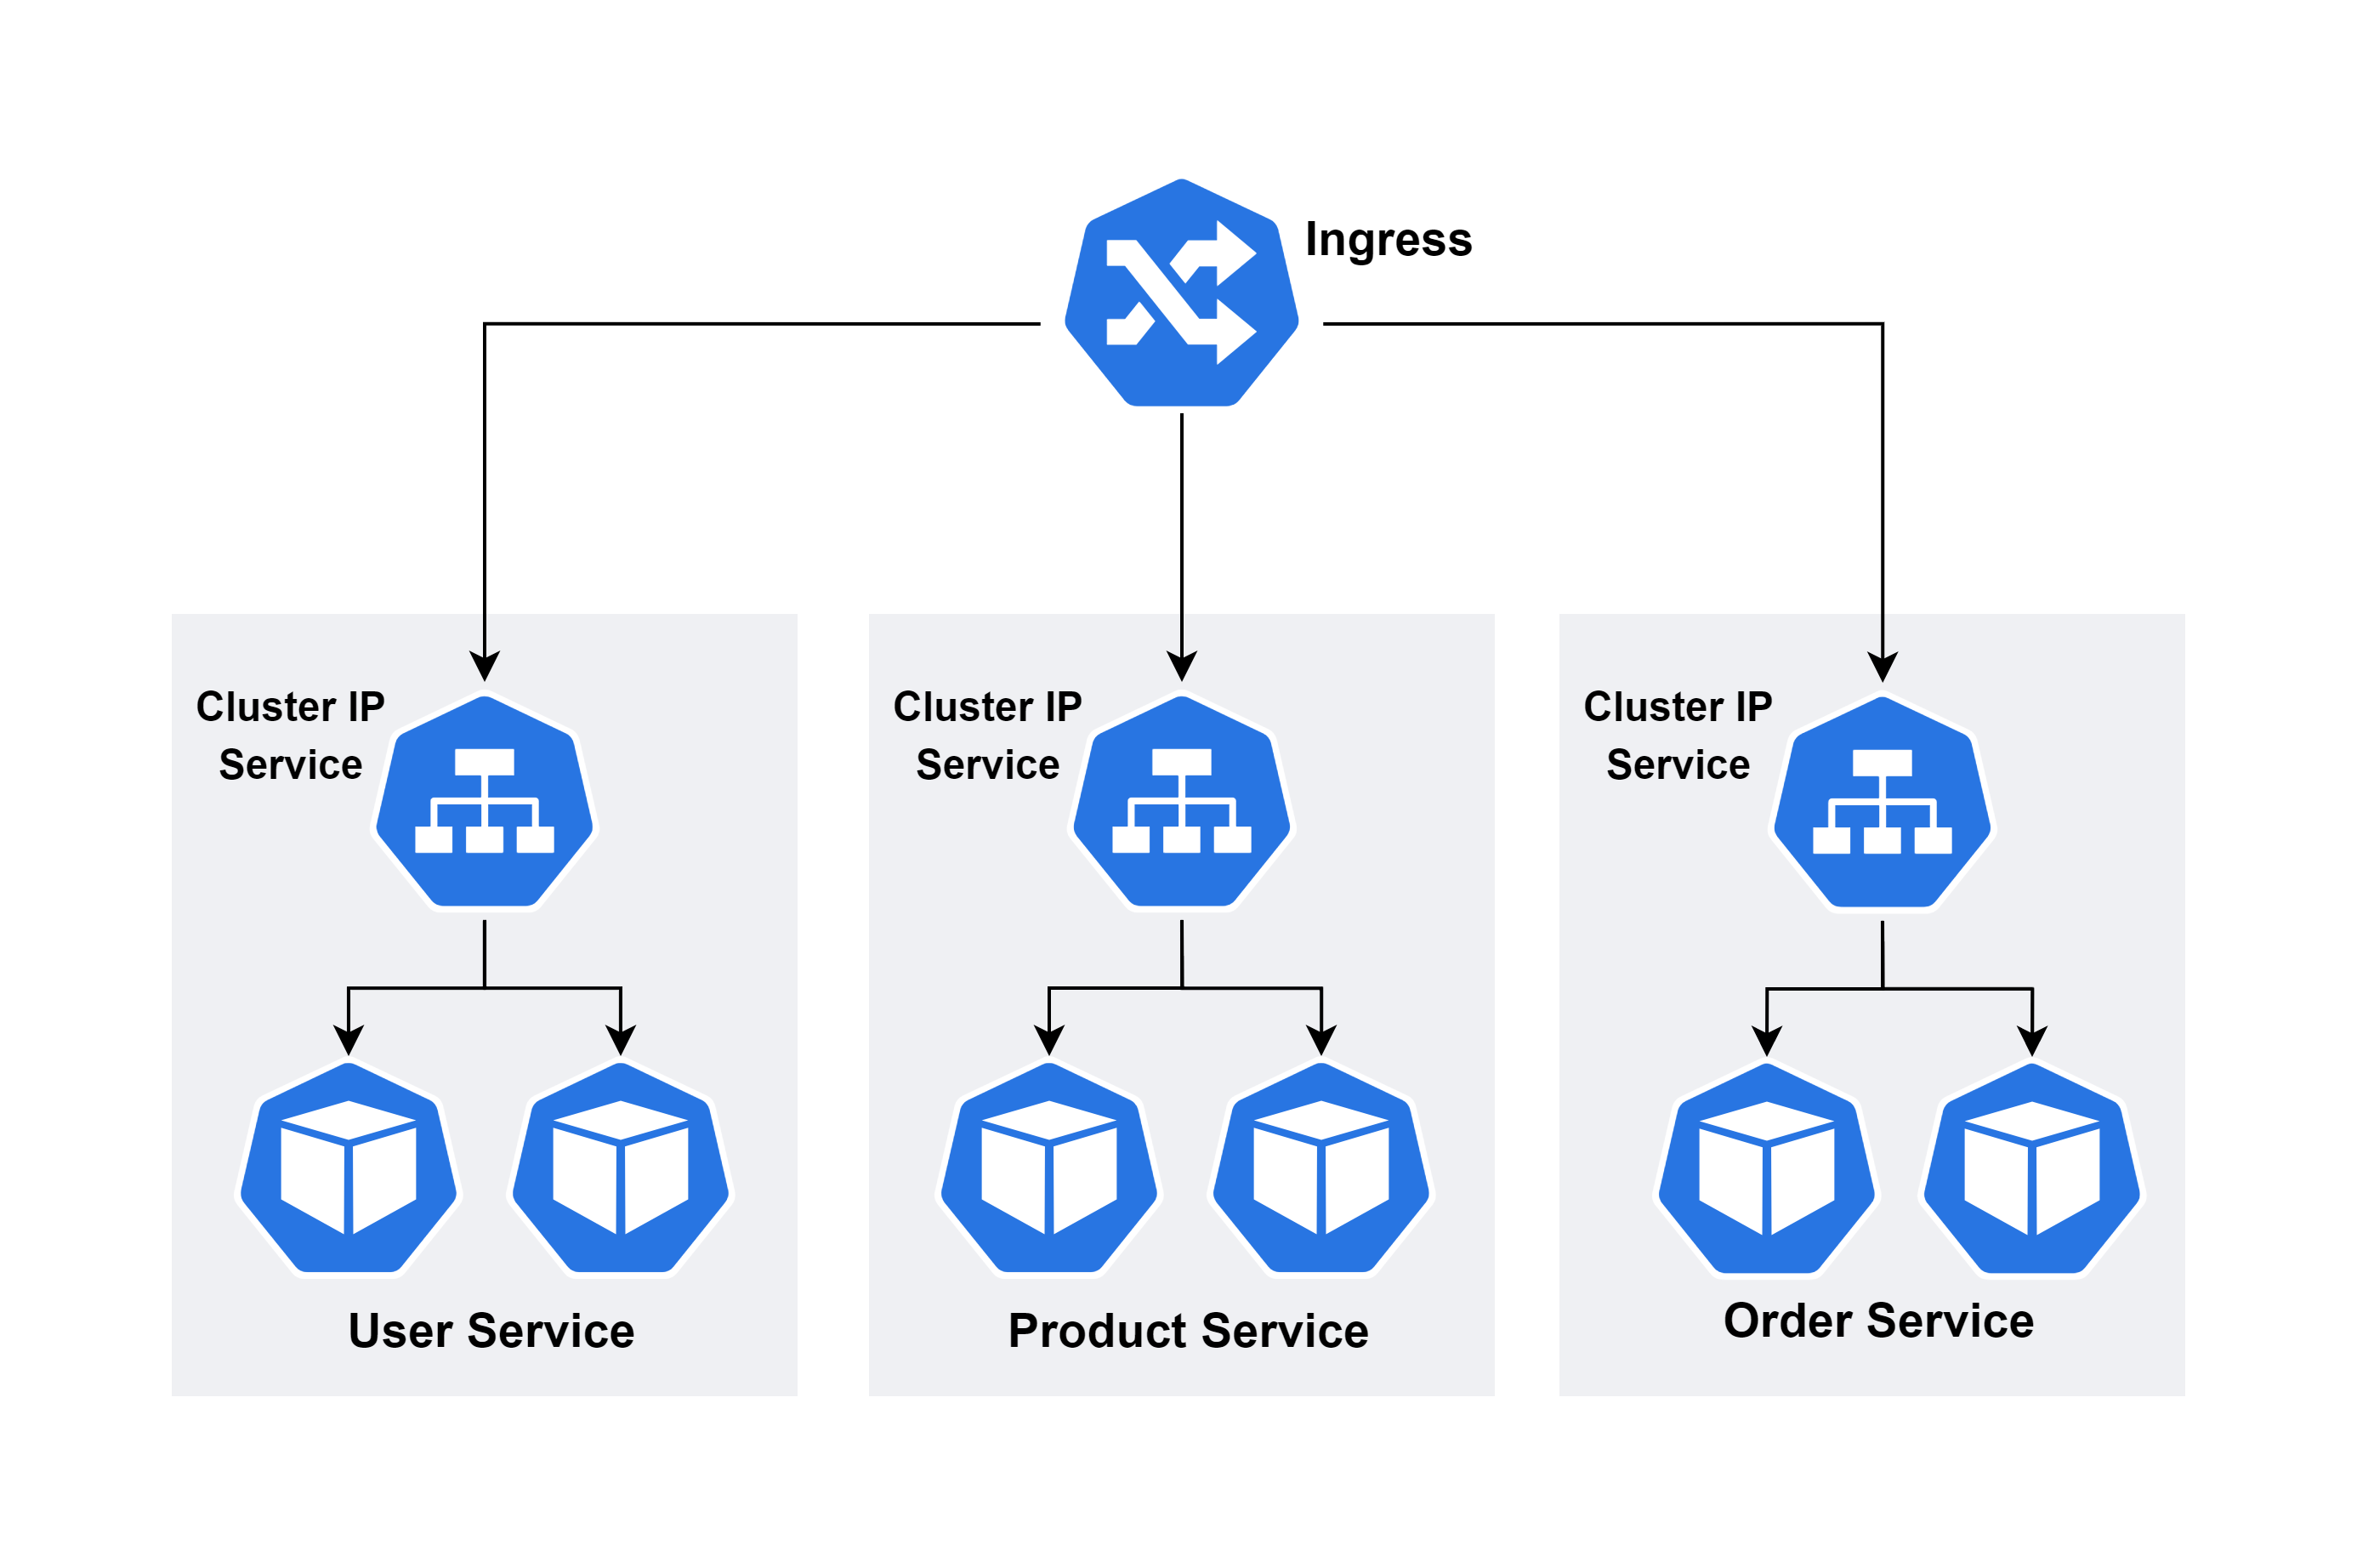 Ingress
Cluster IP
Service
Cluster IP
Service
Cluster IP
Service
User Service
Product Service
Order Service